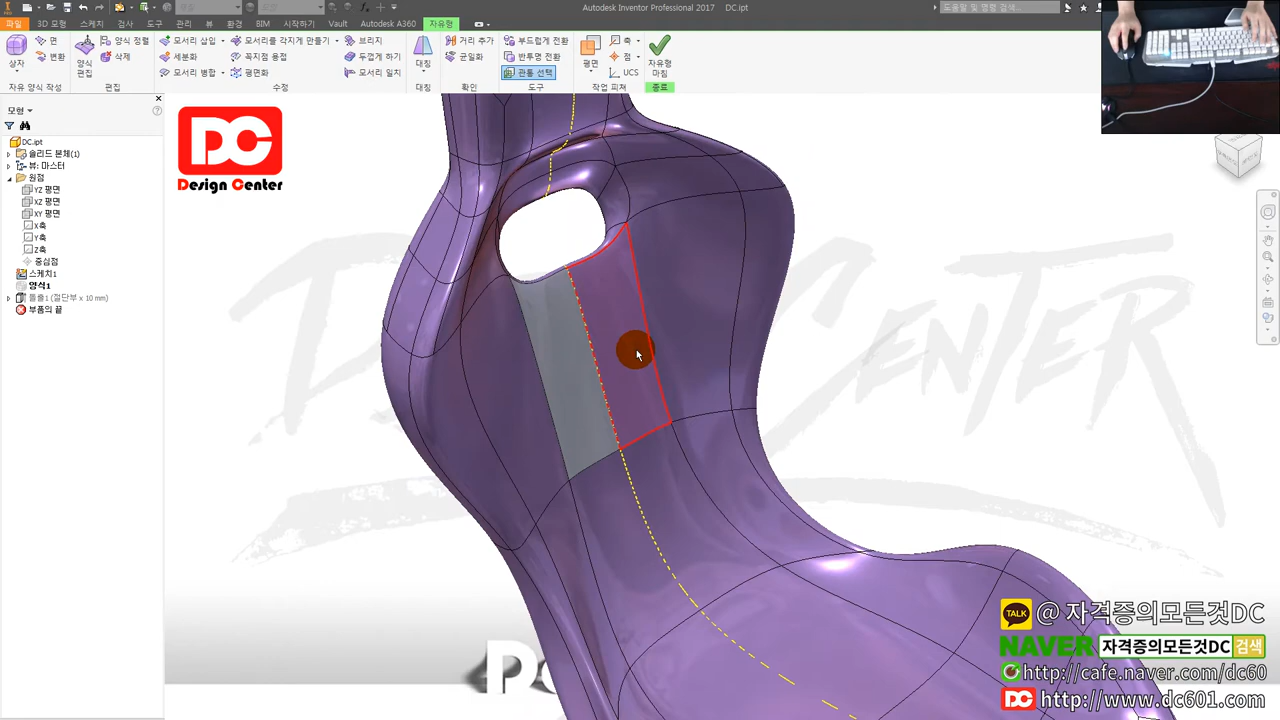 Autodesk Inventor Professional 2017 DC.ipt
도움말 및 명령 검색...
파일 3D 모형 스케치 검사 도구 관리 뷰 환경 BIM 시작하기 Vault Autodesk A360 자유형
상자
면
변환
자유 양식 작성
양식 편집
양식 정렬
삭제
편집
모서리 삽입
세분화
모서리 병합
모서리를 각지게 만들기
꼭지점 용접
평면화
브리지
두껍게 하기
모서리 일치
수정
대칭
대칭
거리 추가
균일화
확인
부드럽게 전환
반투명 전환
관통 선택
도구
평면
축
점
UCS
작업 피쳐
자유형 마침
종료
모형
DC.ipt
솔리드 본체(1)
뷰: 마스터
원점
YZ 평면
XZ 평면
XY 평면
X축
Y축
Z축
중심점
스케치1
양식1
돌출1 (절단부 x 10 mm)
부품의 끝
DC
Design Center
TALK @ 자격증의모든것DC
NAVER 자격증의모든것DC 검색
http://cafe.naver.com/dc60
DC http://www.dc601.com